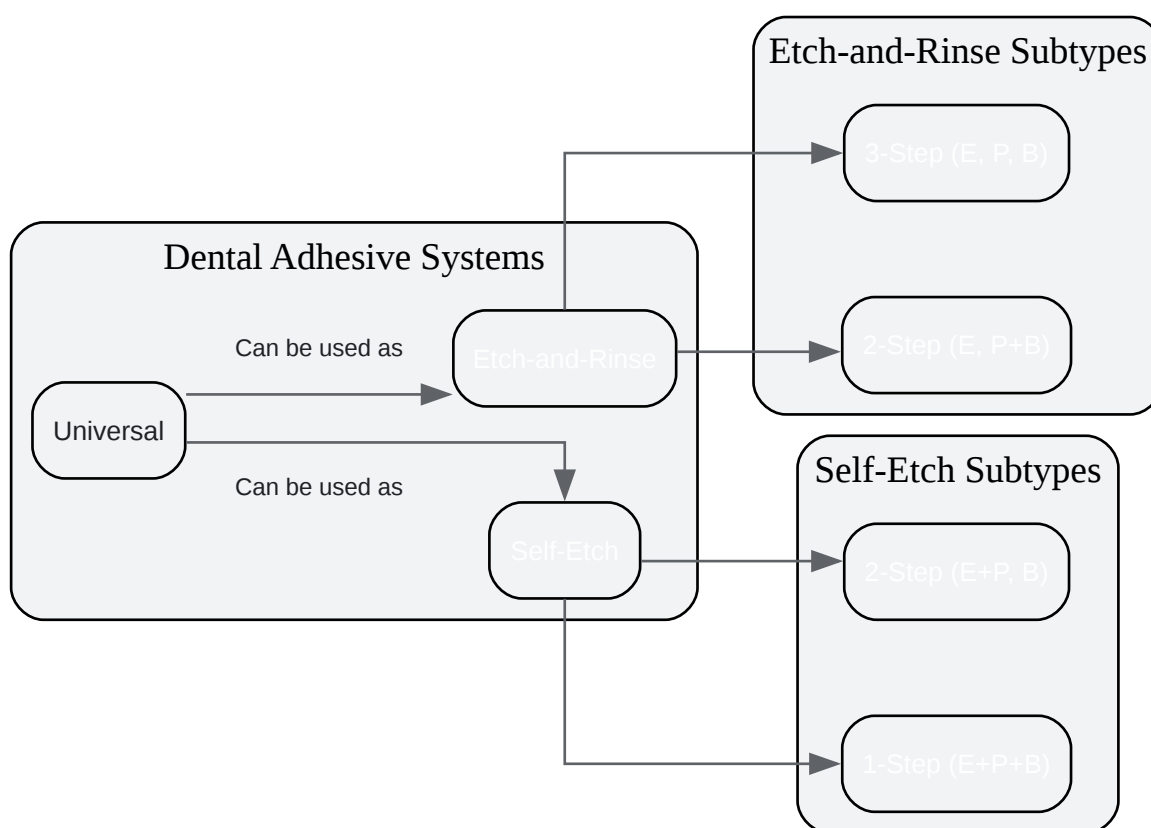 Etch-and-Rinse Subtypes
3-Step (E, P, B)
Dental Adhesive Systems
Can be used as
Etch-and-Rinse
2-Step (E, P+B)
Universal
Can be used as
Self-Etch Subtypes
Self-Etch
2-Step (E+P, B)
1-Step (E+P+B)